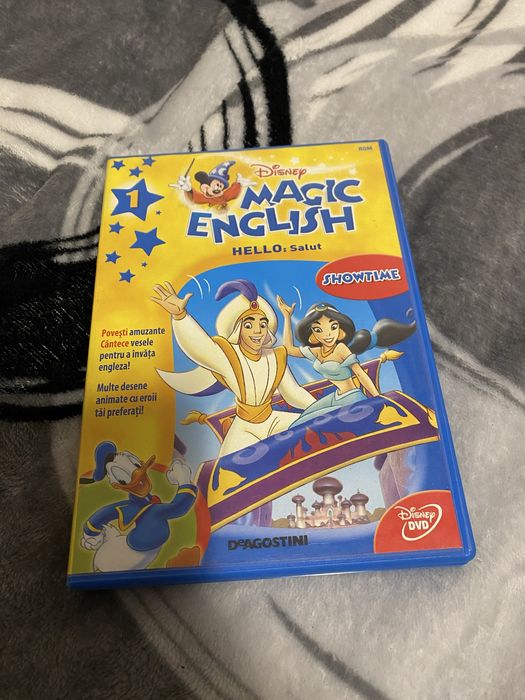 ROM
1
Disney
MAGIC
ENGLISH
HELLO: Salut
SHOWTIME
Povești amuzante
Cântece vesele
pentru a învăța
engleza!
Multe desene
animate cu eroii
tăi preferați!
DeAGOSTINI
Disney
DVD